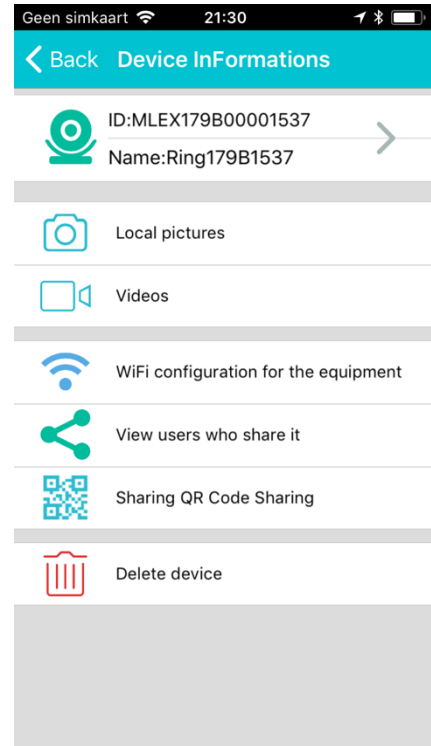 Geen simkaart 21:30
Back Device InFormations
ID:MLEX179B00001537
Name:Ring179B1537
Local pictures
Videos
WiFi configuration for the equipment
View users who share it
Sharing QR Code Sharing
Delete device